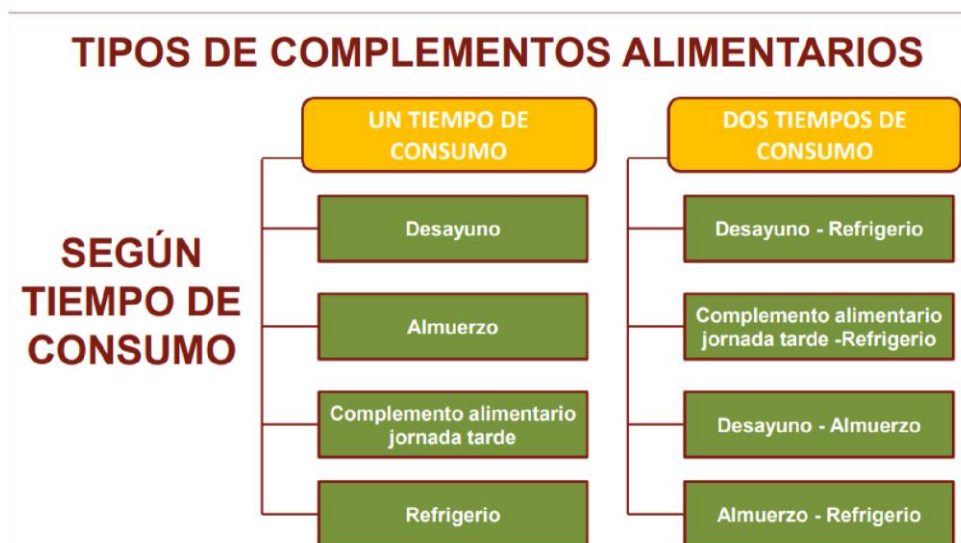 TIPOS DE COMPLEMENTOS ALIMENTARIOS
SEGÚN
TIEMPO DE
CONSUMO
UN TIEMPO DE
CONSUMO
Desayuno
Almuerzo
Complemento alimentario
jornada tarde
Refrigerio
DOS TIEMPOS DE
CONSUMO
Desayuno - Refrigerio
Complemento alimentario
jornada tarde -Refrigerio
Desayuno - Almuerzo
Almuerzo - Refrigerio